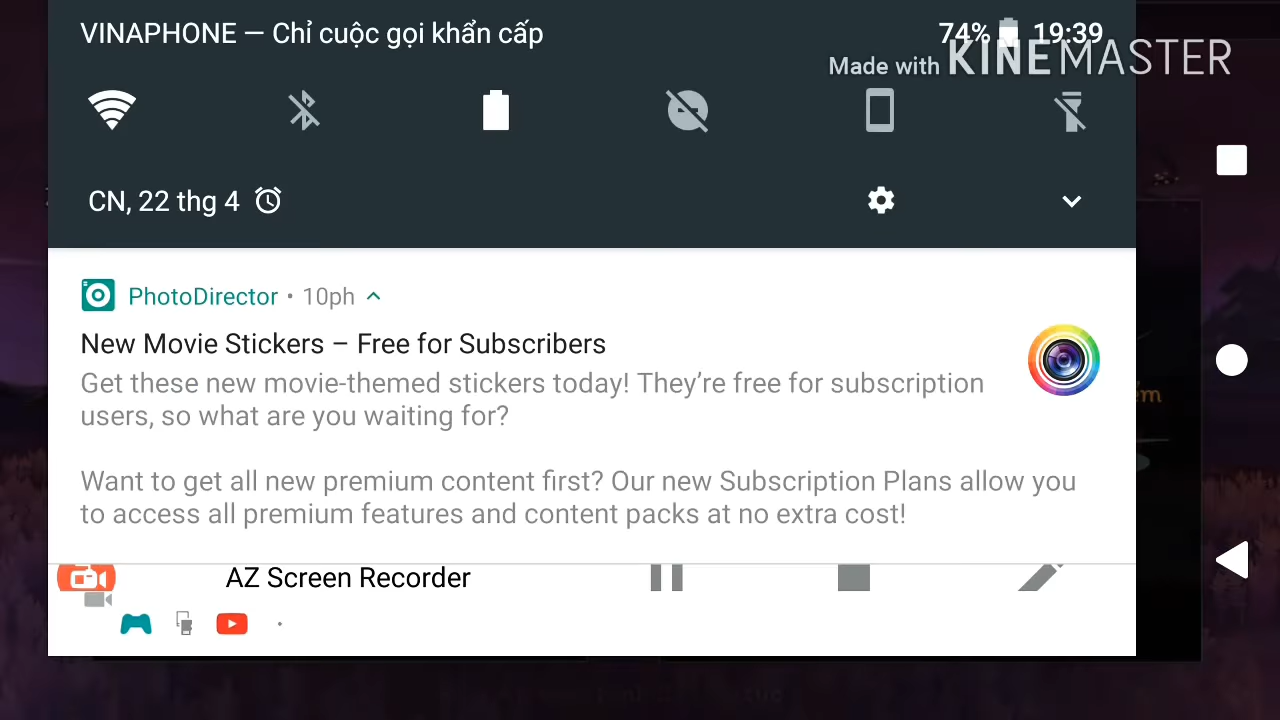 VINAPHONE — Chỉ cuộc gọi khẩn cấp
74% 19:39
Made with KINEMASTER
CN, 22 thg 4
PhotoDirector • 10ph
New Movie Stickers – Free for Subscribers
Get these new movie-themed stickers today! They’re free for subscription
users, so what are you waiting for?
Want to get all new premium content first? Our new Subscription Plans allow you
to access all premium features and content packs at no extra cost!
AZ Screen Recorder